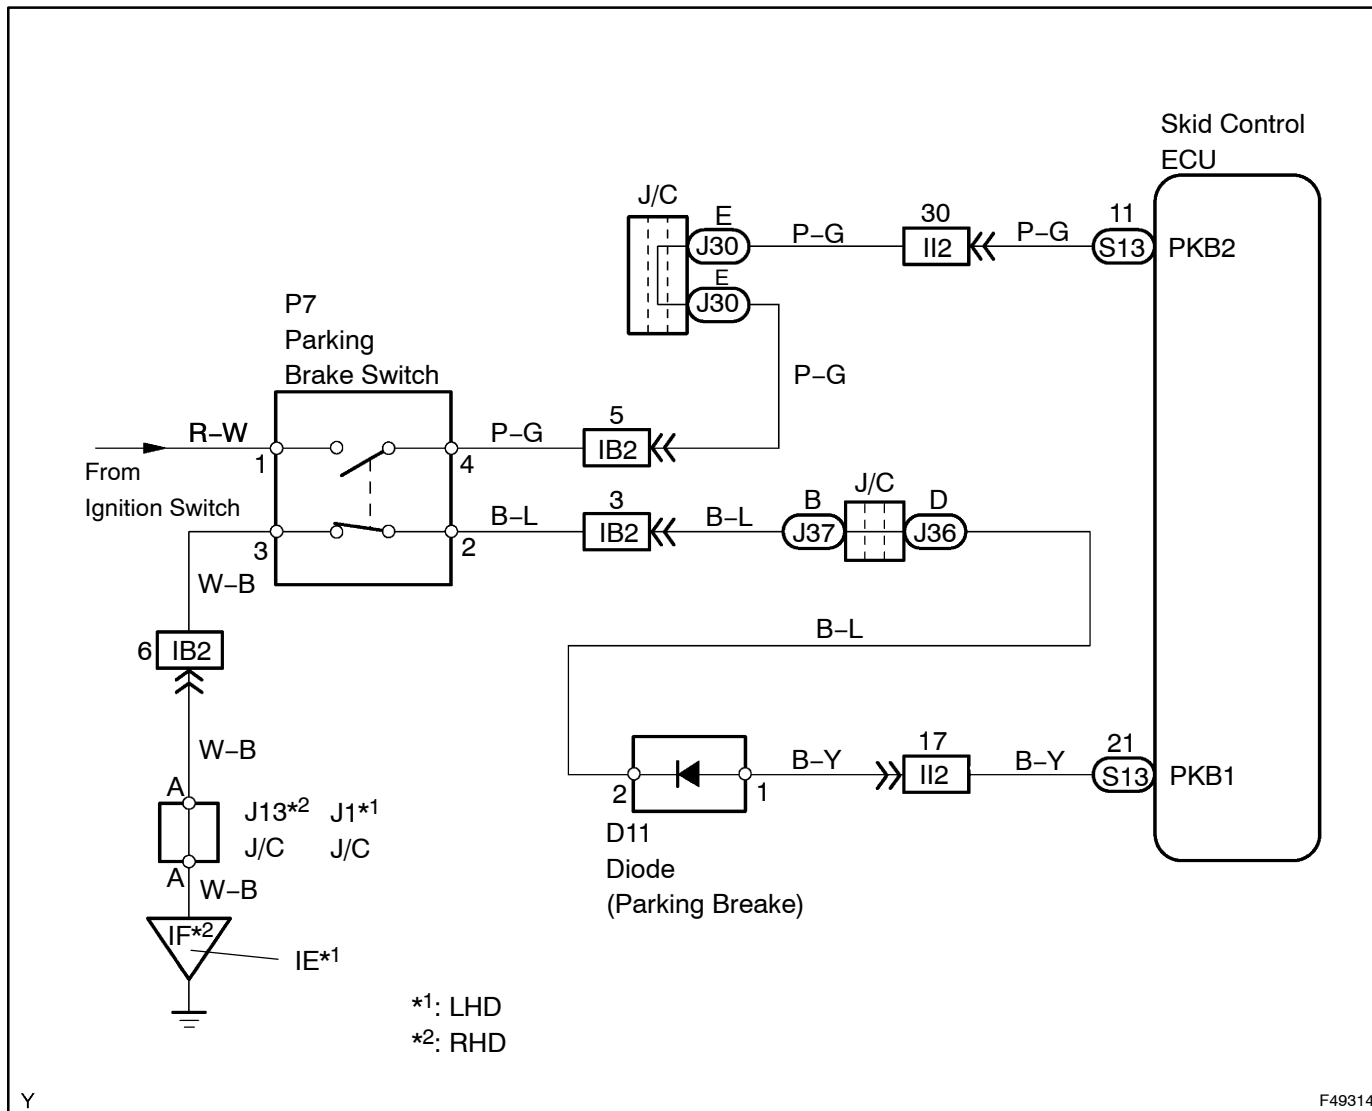 Skid Control
ECU
J/C
E
J30
P–G
30
II2
P–G
11
S13
PKB2
E
J30
P7
Parking
Brake Switch
P–G
R–W
1
4
P–G
5
IB2
From
Ignition Switch
3
2
B–L
3
IB2
B–L
B
J37
J/C
D
J36
W–B
6
IB2
B–L
W–B
A
J13*2
J/C
J1*1
J/C
A
W–B
IF*2
IE*1
2
1
D11
Diode
(Parking Breake)
B–Y
17
II2
B–Y
21
S13
PKB1
*1: LHD
*2: RHD
Y
F49314